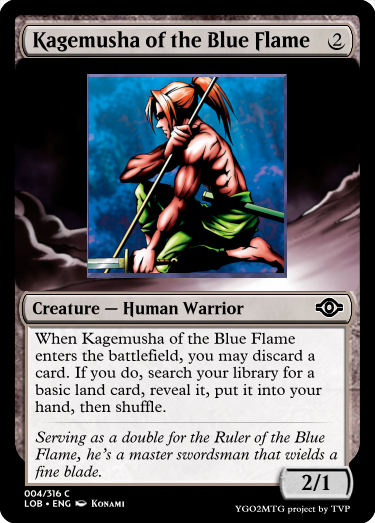 Kagemusha of the Blue Flame 2
Creature — Human Warrior
When Kagemusha of the Blue Flame
enters the battlefield, you may discard a
card. If you do, search your library for a
basic land card, reveal it, put it into your
hand, then shuffle.
Serving as a double for the Ruler of the Blue
Flame, he's a master swordsman that wields a
fine blade.
2/1
004/316 C
LOB • ENG Konami
YGO2MTG project by TVP